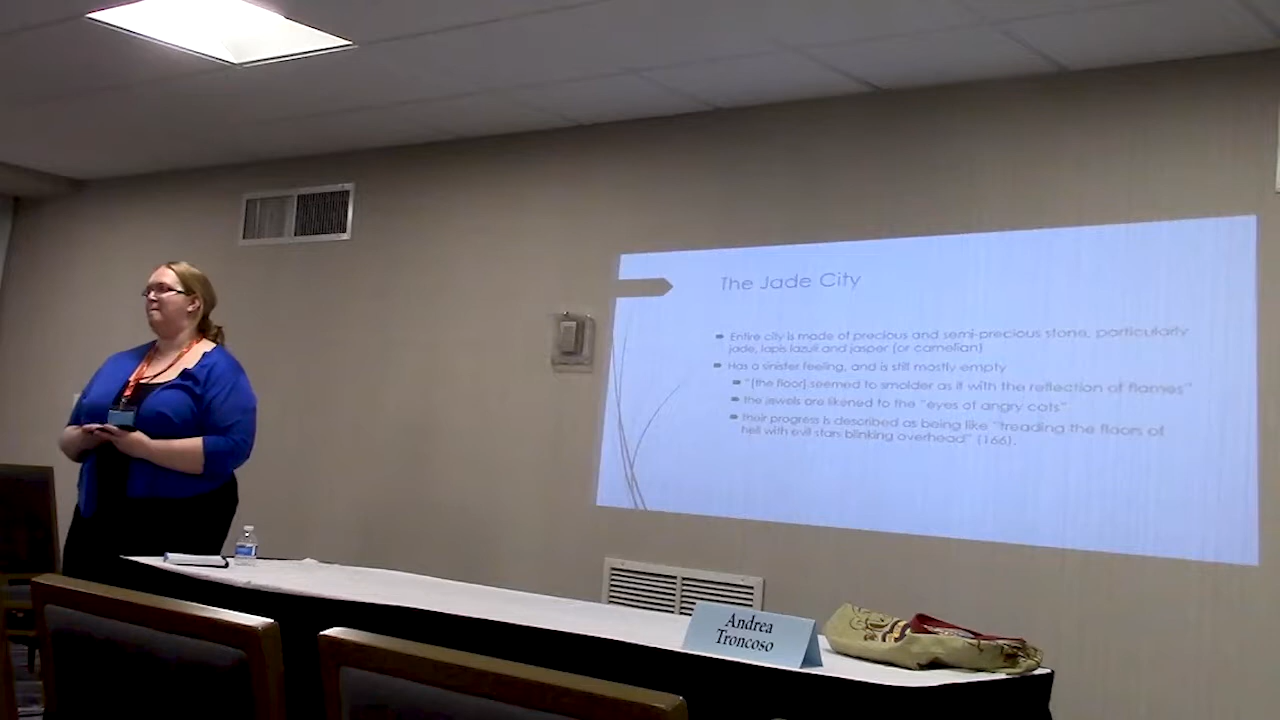 The Jade City
Entire city is made of precious and semi-precious stone, particularly
jade, lapis lazuli and jasper (or carnelian)
Has a sinister feeling, and is still mostly empty
"(the floor) seemed to smolder as it with the reflection of flames"
the jewels are likened to the "eyes of angry cats"
their progress is described as being like "treading the floors of
hell with evil stars blinking overhead" (166).
Andrea
Troncoso